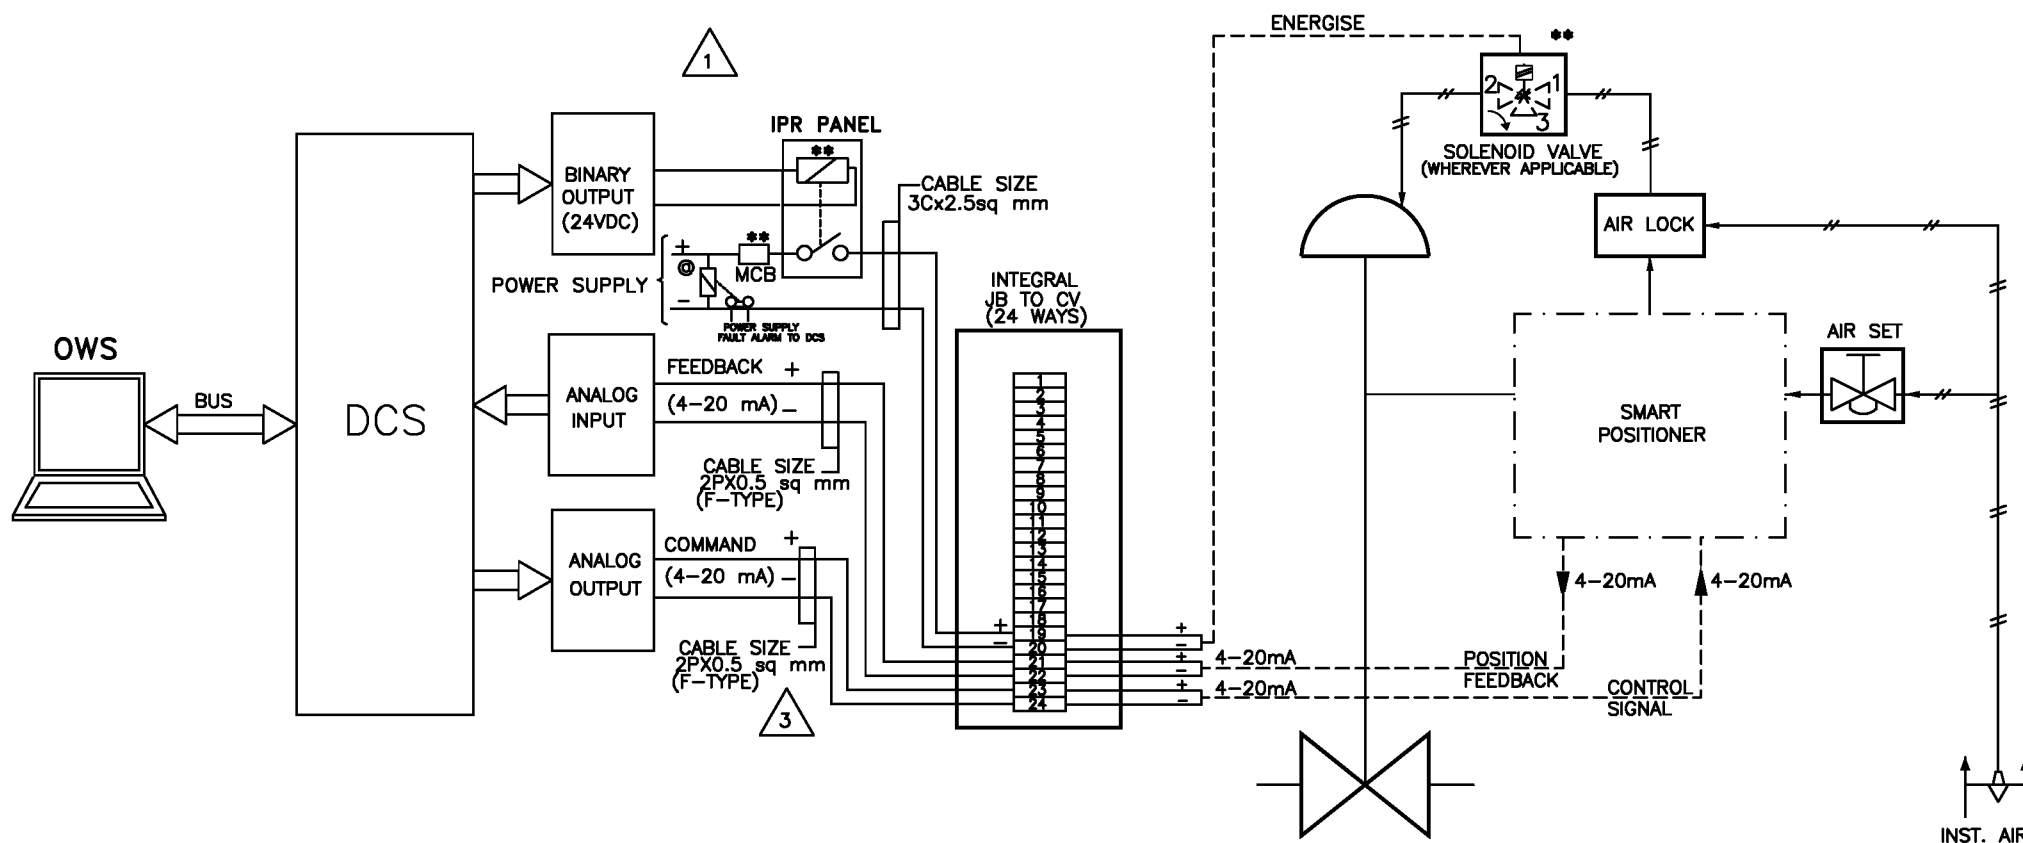 ENERGISE
**
1
2
1
3
SOLENOID VALVE
(WHEREVER APPLICABLE)
IPR PANEL
**
BINARY
OUTPUT
(24VDC)
CABLE SIZE
3Cx2.5sq mm
AIR LOCK
+
@
-
**
MCB
POWER SUPPLY
POWER SUPPLY
FAULT ALARM TO DCS
INTEGRAL
JB TO CV
(24 WAYS)
OWS
BUS
DCS
ANALOG
INPUT
FEEDBACK +
(4-20 mA) -
CABLE SIZE
2PX0.5 sq mm
(F-TYPE)
ANALOG
OUTPUT
COMMAND +
(4-20 mA) -
CABLE SIZE
2PX0.5 sq mm
(F-TYPE)
3
1
2
3
4
5
6
7
8
9
10
11
12
13
14
15
16
17
18
19
20
21
22
23
24
+
-
+
-
+
-
+
-
4-20mA
4-20mA
POSITION
FEEDBACK
CONTROL
SIGNAL
4-20mA
4-20mA
SMART
POSITIONER
AIR SET
INST. AIR